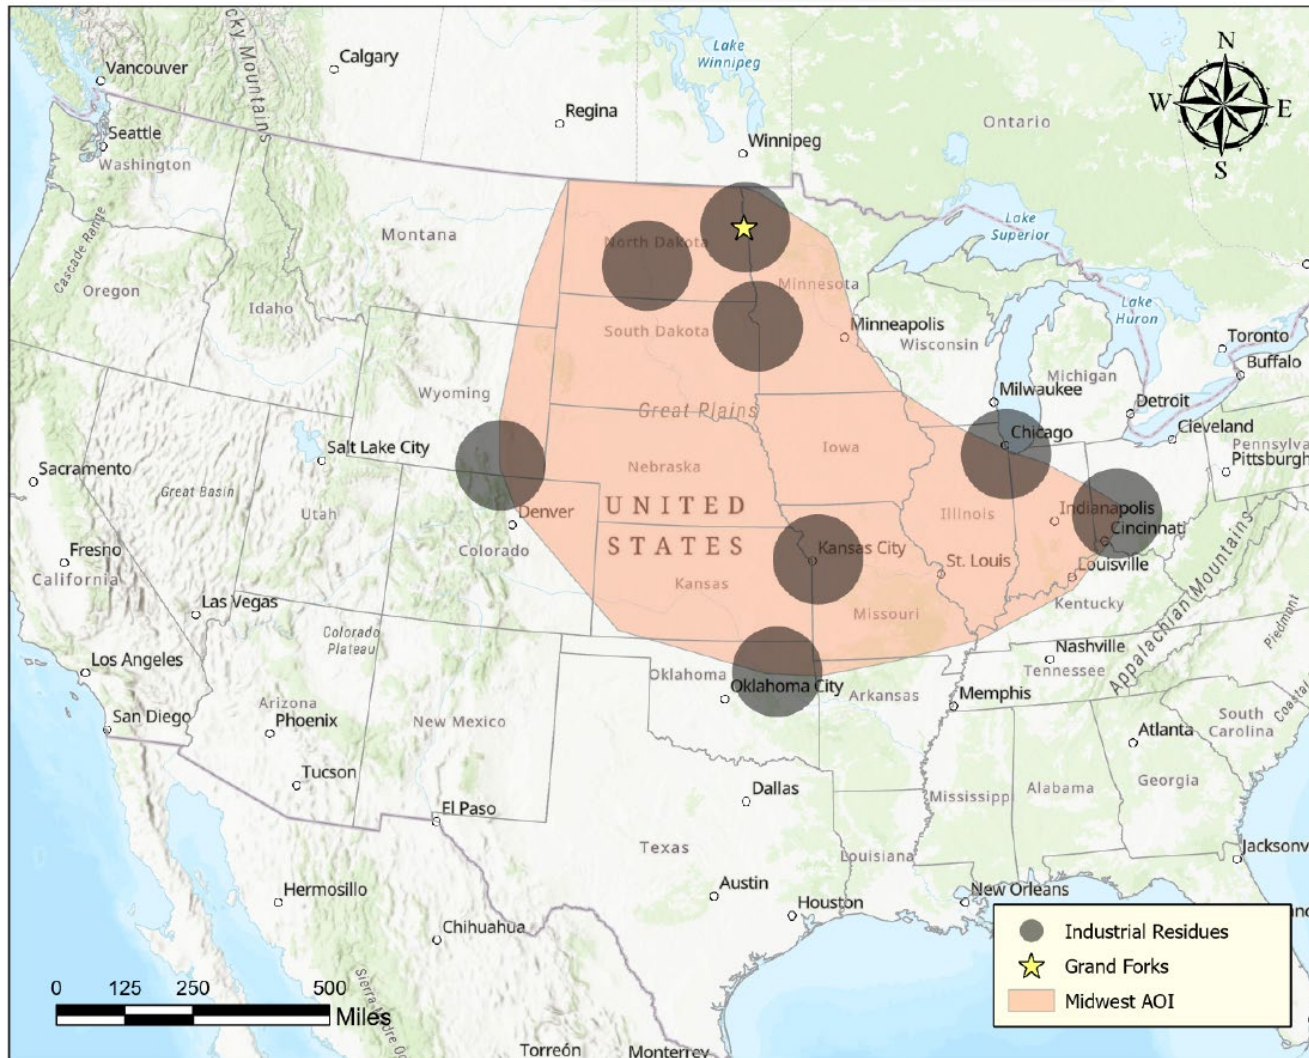 Calgary
Lake
Winnipeg
Vancouver
Regina
Ontario
N
W
E
S
Seattle
Washington
Winnipeg
Lake
Superior
Cascade Range
Montana
North Dakota
Oregon
Idaho
Minnesota
Lake
Huron
South Dakota
Minneapolis
Wisconsin
Toronto
Buffalo
Wyoming
Michigan
Milwaukee
Detroit
Great Plains
Salt Lake City
Iowa
Chicago
Cleveland
Pennsylva
Pittsburgh
Sacramento
Nebraska
Great Basin
Utah
UNITED
STATES
Denver
Illinois
Indianapolis
Cincinnati
Colorado
Kansas City
Fresno
California
Kansas
St. Louis
Louisville
Missouri
Kentucky
Appalachian Mountains
Las Vegas
Colorado
Plateau
Piedmont
Los Angeles
Nashville
Tennessee
Oklahoma
Oklahoma City
Arkansas
Memphis
Arizona
Phoenix
New Mexico
San Diego
South
Carolina
Coastal
Atlanta
Tucson
Georgia
Dallas
Mississippi
Alabama
El Paso
Texas
Louisiana
Jacksonv
Hermosillo
Austin
Houston
New Orleans
Chihuahua
Industrial Residues
Grand Forks
Midwest AOI
0 125 250 500
Miles
Torreón
Monterrey